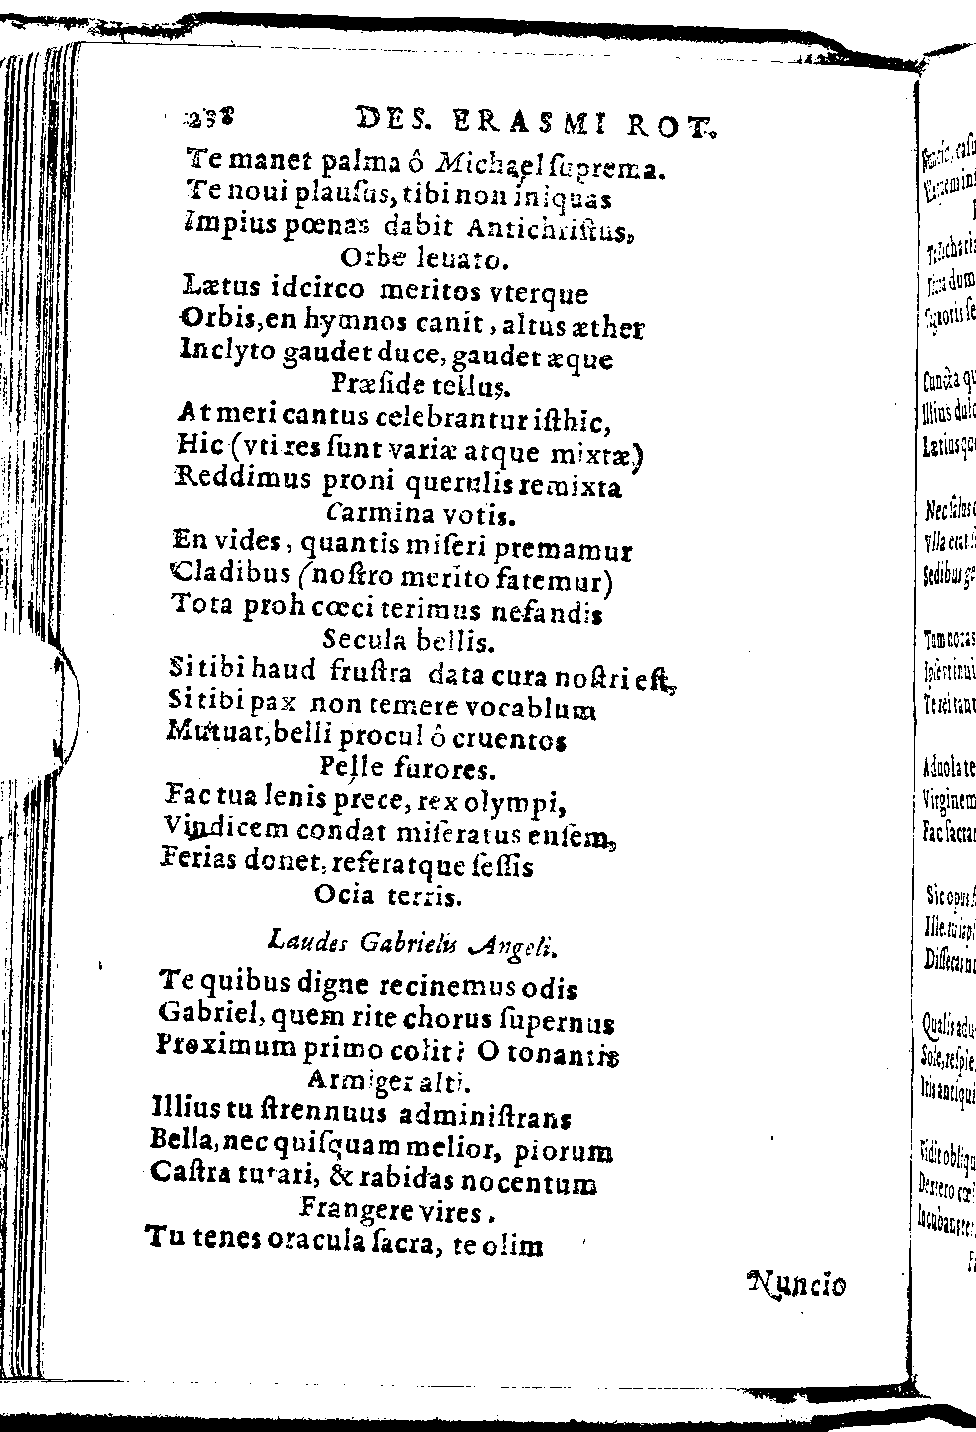 238 DES. ERASMI ROT.
Te manet palma ô Michael ſuprema.
Te noui plauſus, tibi non iniquas
Impius pœnas dabit Antichriſtus,
Orbe leuato.
Lætus idcirco meritos vterque
Orbis, en hymnos canit, altus æther
Inclyto gaudet duce, gaudet æque
Præſide tellus.
At meri cantus celebrantur iſthic,
Hic (vti res ſunt variæ atque mixtæ)
Reddimus proni querulis remixta
Carmina votis.
En vides, quantis miſeri premamur
Cladibus (noſtro merito fatemur)
Tota proh cœci terimus nefandis
Secula bellis.
Si tibi haud fruſtra data cura noſtri eſt,
Si tibi pax non temere vocablum
Mutuat, belli procul ô cruentos
Pelle furores.
Fac tua lenis prece, rex olympi,
Vindicem condat miſeratus enſem,
Ferias donet, referatque feſſis
Ocia terris.
Laudes Gabrielis Angeli.
Te quibus digne recinemus odis
Gabriel, quem rite chorus ſupernus
Proximum primo colit? O tonantis
Armiger alti.
Illius tu ſtrennuus adminiſtrans
Bella, nec quiſquam melior, piorum
Caſtra tutari, & rabidas nocentum
Frangere vires.
Tu tenes oracula ſacra, te olim
Nuncio